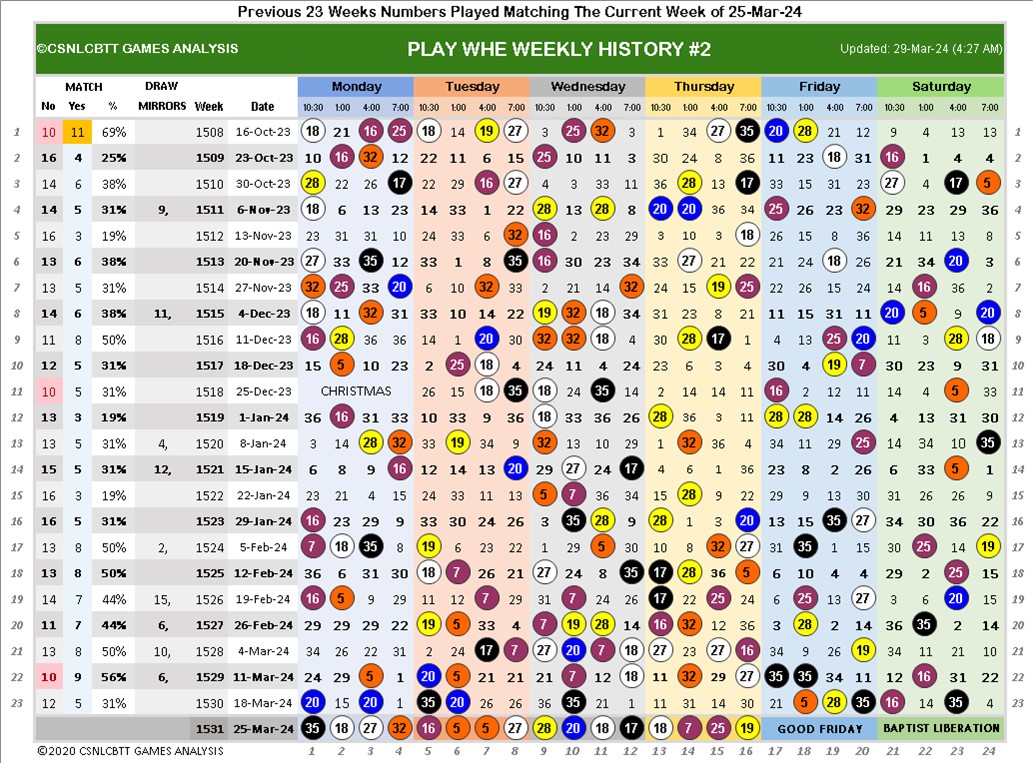 Previous 23 Weeks Numbers Played Matching The Current Week of 25-Mar-24
©CSNLCBTT GAMES ANALYSIS PLAY WHE WEEKLY HISTORY #2 Updated: 29-Mar-24 (4:27 AM)
MATCH DRAW Monday Tuesday Wednesday Thursday Friday Saturday
No Yes % MIRRORS Week Date 10:30 1:00 4:00 7:00 10:30 1:00 4:00 7:00 10:30 1:00 4:00 7:00 10:30 1:00 4:00 7:00 10:30 1:00 4:00 7:00 10:30 1:00 4:00 7:00
1 10 11 69% 1508 16-Oct-23 18 21 16 25 18 14 19 27 3 25 32 3 1 34 27 35 20 28 21 12 9 4 13 13 1
2 16 4 25% 1509 23-Oct-23 10 16 32 12 22 11 6 15 25 10 11 3 30 24 8 36 11 23 18 31 16 1 4 4 2
3 14 6 38% 1510 30-Oct-23 28 22 26 17 22 29 16 27 4 3 33 11 36 28 13 17 33 15 31 23 27 4 17 5 3
4 14 5 31% 9, 1511 6-Nov-23 18 6 13 23 14 33 1 22 28 13 28 8 20 20 36 34 25 4 23 32 29 23 29 36 4
5 16 3 19% 1512 13-Nov-23 23 31 31 10 24 33 6 32 16 2 23 29 3 10 3 18 26 15 8 36 14 11 13 8 5
6 13 6 38% 1513 20-Nov-23 27 33 35 12 33 1 8 35 16 30 23 34 33 27 21 22 21 24 18 26 21 34 20 3 6
7 13 5 31% 1514 27-Nov-23 32 25 33 20 6 10 32 33 2 21 14 32 24 15 19 25 22 26 15 24 14 16 36 2 7
8 14 6 38% 11, 1515 4-Dec-23 18 11 32 31 33 10 14 22 19 32 18 34 31 23 8 21 11 15 31 11 20 5 9 20 8
9 11 8 50% 1516 11-Dec-23 16 28 36 36 14 1 20 30 32 32 18 4 30 28 17 1 4 13 25 20 11 3 28 18 9
10 12 5 31% 1517 18-Dec-23 15 5 10 23 2 25 18 4 24 11 4 24 23 6 3 4 30 4 19 7 30 23 9 31 10
11 10 5 31% 1518 25-Dec-23 CHRISTMAS 26 15 18 35 18 24 35 14 2 14 14 11 16 2 12 11 14 4 5 33 11
12 13 3 19% 1519 1-Jan-24 36 16 31 33 10 33 9 36 18 33 36 26 28 12 3 11 28 28 14 26 4 13 31 30 12
13 13 5 31% 4, 1520 8-Jan-24 3 14 28 32 33 19 34 9 32 13 10 29 1 32 4 14 34 11 29 25 14 34 10 35 13
14 15 5 31% 12, 1521 15-Jan-24 6 8 9 16 12 14 13 20 29 27 24 17 4 6 1 36 23 8 2 26 6 33 5 1 14
15 16 3 19% 1522 22-Jan-24 23 21 4 15 24 33 11 13 5 7 36 34 15 28 9 22 29 9 13 30 31 26 26 9 15
16 16 5 31% 1523 29-Jan-24 16 23 29 9 33 30 24 26 3 35 28 9 28 1 3 20 13 15 35 27 34 30 36 22 16
17 13 8 50% 2, 1524 5-Feb-24 7 18 35 8 19 6 23 22 1 29 5 30 10 8 32 27 31 35 1 15 30 25 14 19 17
18 13 8 50% 1525 12-Feb-24 36 6 31 30 18 7 26 21 27 24 8 35 17 28 36 5 6 10 4 4 29 2 25 15 18
19 14 7 44% 15, 1526 19-Feb-24 16 5 9 29 11 12 7 29 31 7 24 26 17 22 25 24 6 25 13 27 15 3 20 3 19
20 11 7 44% 6, 1527 26-Feb-24 29 29 29 22 19 5 33 4 7 19 28 14 16 32 12 36 3 28 2 14 36 35 2 14 20
21 13 8 50% 10, 1528 4-Mar-24 34 26 22 31 2 24 17 7 27 20 7 18 27 23 27 16 21 29 9 19 34 11 21 10 21
22 10 9 56% 6, 1529 11-Mar-24 24 29 5 1 20 5 21 21 9 7 12 18 11 32 29 27 35 35 34 11 12 16 31 22 22
23 12 5 31% 1530 18-Mar-24 20 15 20 1 35 20 26 26 36 35 21 1 11 31 14 30 21 5 28 35 16 14 35 4 23
1531 25-Mar-24 35 18 27 32 16 5 5 27 28 20 18 17 18 7 25 19 GOOD FRIDAY BAPTIST LIBERATION
©2020 CSNLCBTT GAMES ANALYSIS 1 2 3 4 5 6 7 8 9 10 11 12 13 14 15 16 17 18 19 20 21 22 23 24